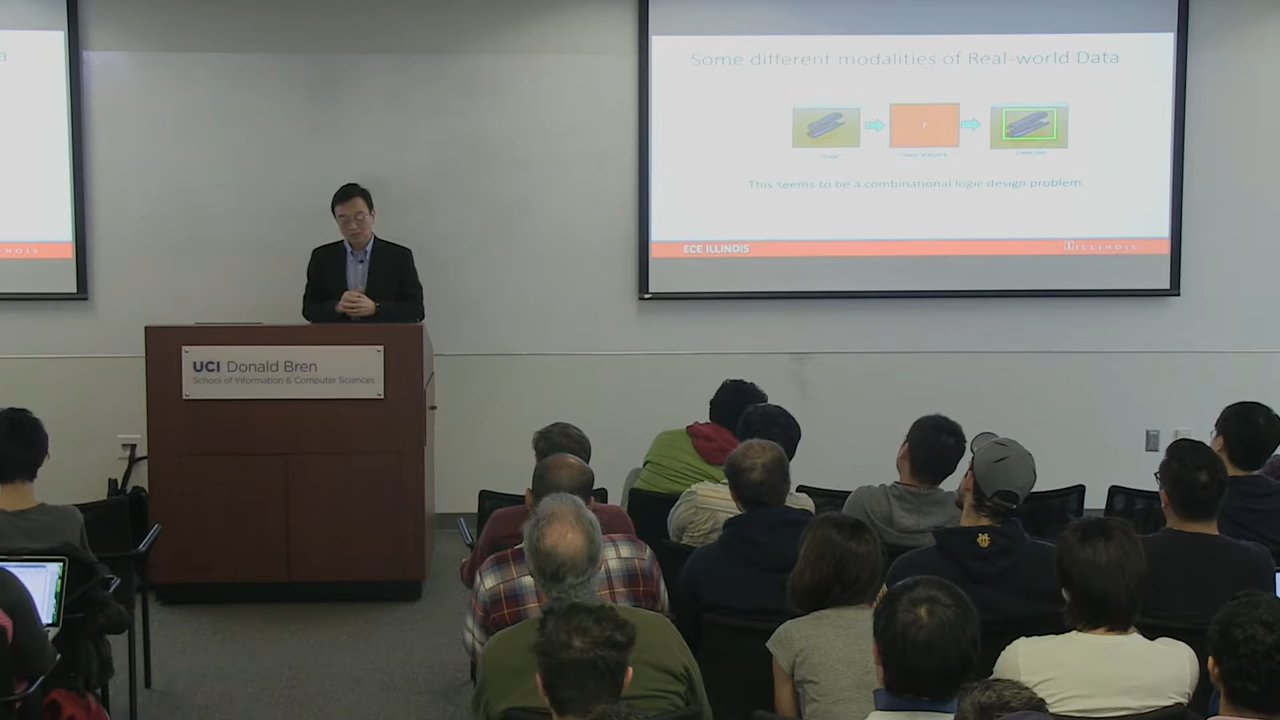 Some different modalities of Real-world Data
?
This seems to be a combinational logic design problem.
ECE ILLINOIS
ILLINOIS
UCI Donald Bren
School of Information & Computer Sciences